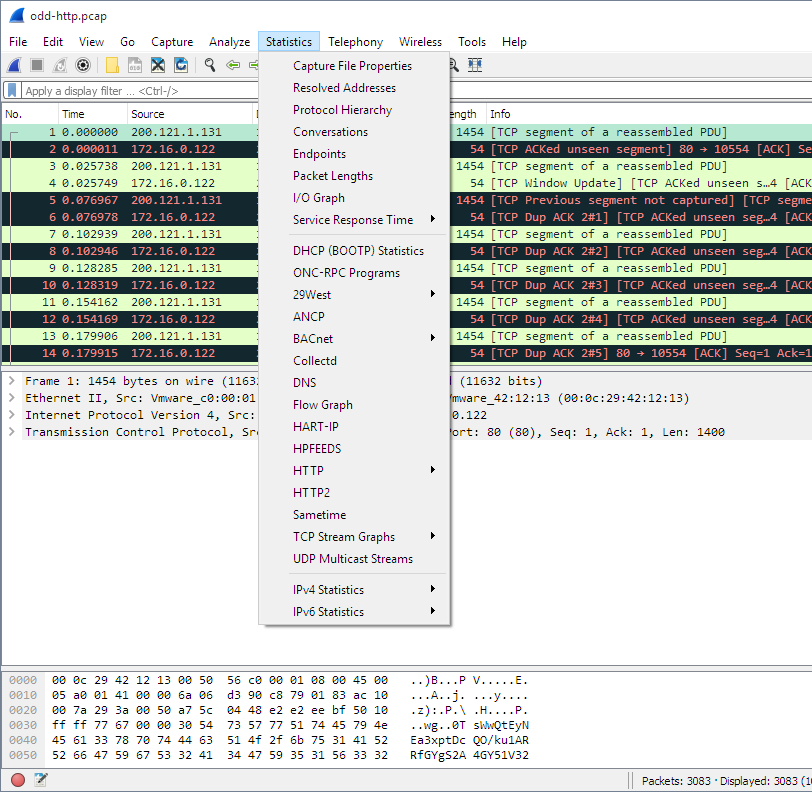 odd-http.pcap
File Edit View Go Capture Analyze Statistics Telephony Wireless Tools Help
Apply a display filter ... <Ctrl-/>
No. Time Source Info
1 0.000000 200.121.1.131 1454 [TCP segment of a reassembled PDU]
2 0.000011 172.16.0.122 54 [TCP ACKed unseen segment] 80 → 10554 [ACK] Se
3 0.025738 200.121.1.131 1454 [TCP segment of a reassembled PDU]
4 0.025749 172.16.0.122 54 [TCP Window Update] [TCP ACKed unseen s…4 [ACK
5 0.076967 200.121.1.131 1454 [TCP Previous segment not captured] [TCP segme
6 0.076978 172.16.0.122 54 [TCP Dup ACK 2#1] [TCP ACKed unseen seg…4 [ACK
7 0.102939 200.121.1.131 1454 [TCP segment of a reassembled PDU]
8 0.102946 172.16.0.122 54 [TCP Dup ACK 2#2] [TCP ACKed unseen seg…4 [ACK
9 0.128285 200.121.1.131 1454 [TCP segment of a reassembled PDU]
10 0.128319 172.16.0.122 54 [TCP Dup ACK 2#3] [TCP ACKed unseen seg…4 [ACK
11 0.154162 200.121.1.131 1454 [TCP segment of a reassembled PDU]
12 0.154169 172.16.0.122 54 [TCP Dup ACK 2#4] [TCP ACKed unseen seg…4 [ACK
13 0.179906 200.121.1.131 1454 [TCP segment of a reassembled PDU]
14 0.179915 172.16.0.122 54 [TCP Dup ACK 2#5] 80 → 10554 [ACK] Seq=1 Ack=1
Capture File Properties
Resolved Addresses
Protocol Hierarchy
Conversations
Endpoints
Packet Lengths
I/O Graph
Service Response Time
DHCP (BOOTP) Statistics
ONC-RPC Programs
29West
ANCP
BACnet
Collectd
DNS
Flow Graph
HART-IP
HPFEEDS
HTTP
HTTP2
Sametime
TCP Stream Graphs
UDP Multicast Streams
IPv4 Statistics
IPv6 Statistics
Frame 1: 1454 bytes on wire (11632 (11632 bits)
Ethernet II, Src: Vmware_c0:00:01 mware_42:12:13 (00:0c:29:42:12:13)
Internet Protocol Version 4, Src: 0.122
Transmission Control Protocol, Src ort: 80 (80), Seq: 1, Ack: 1, Len: 1400
0000 00 0c 29 42 12 13 00 50 56 c0 00 01 08 00 45 00 ..)B...P V.....E.
0010 05 a0 01 41 00 00 6a 06 d3 90 c8 79 01 83 ac 10 ...A..j. ...y....
0020 00 7a 29 3a 00 50 a7 5c 04 48 e2 e2 ee bf 50 10 .z):.P.\ .H....P.
0030 ff ff 77 67 00 00 30 54 73 57 77 51 74 45 79 4e ..wg..0T sWwQtEyN
0040 45 61 33 78 70 74 44 63 51 4f 2f 6b 75 31 41 52 Ea3xptDc QO/ku1AR
0050 52 66 47 59 67 53 32 41 34 47 59 35 31 56 33 32 RfGYgS2A 4GY51V32
Packets: 3083 · Displayed: 3083 (10